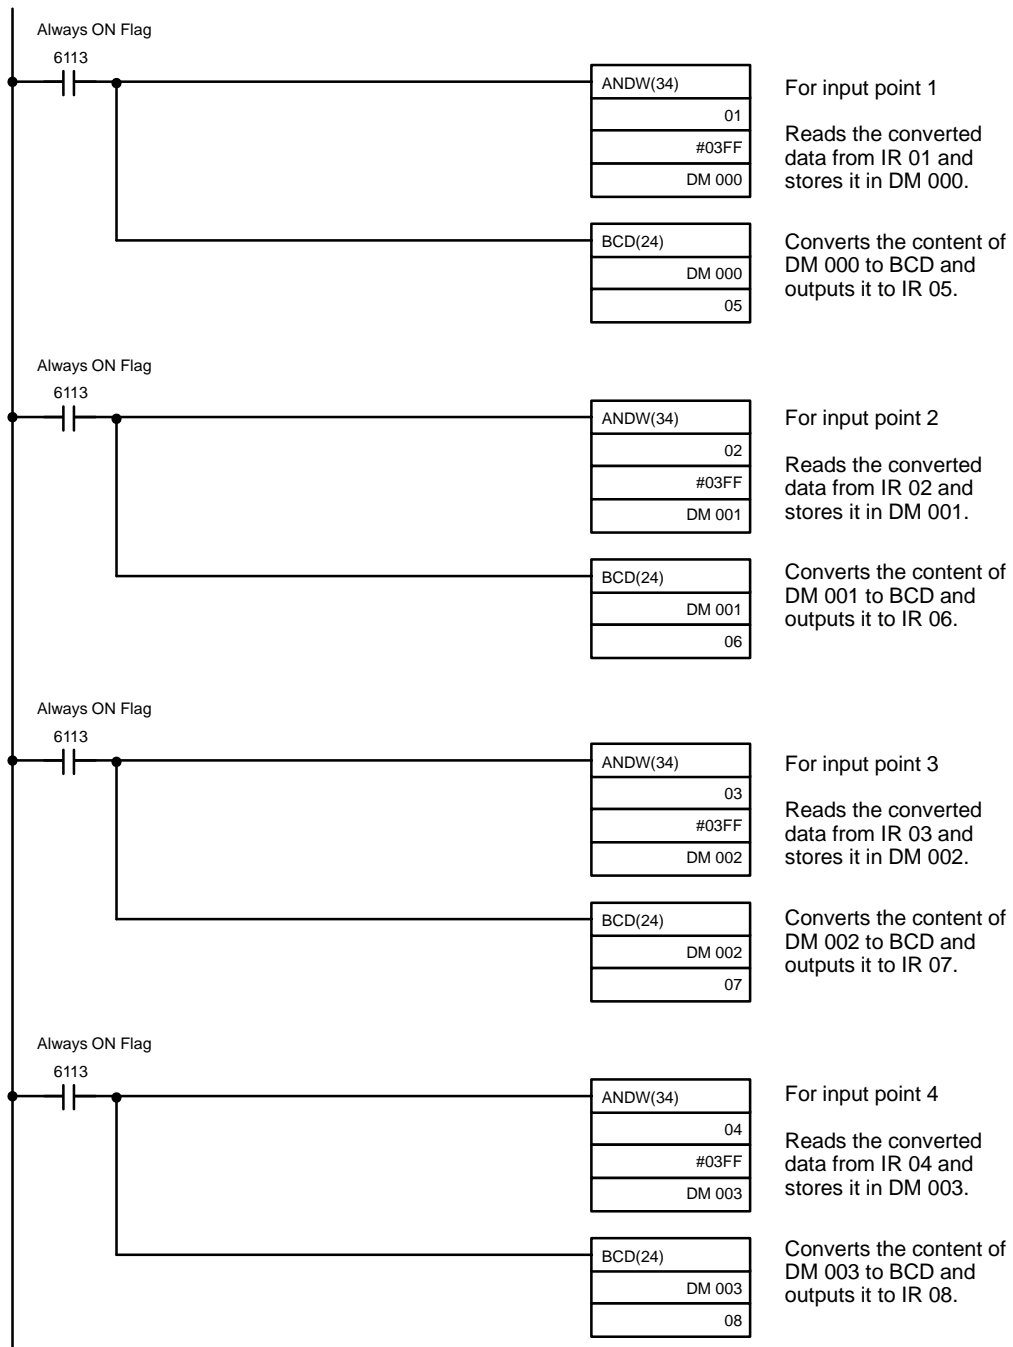 Always ON Flag
6113
ANDW(34)
01
#03FF
DM 000
For input point 1
Reads the converted
data from IR 01 and
stores it in DM 000.
BCD(24)
DM 000
05
Converts the content of
DM 000 to BCD and
outputs it to IR 05.
Always ON Flag
6113
ANDW(34)
02
#03FF
DM 001
For input point 2
Reads the converted
data from IR 02 and
stores it in DM 001.
BCD(24)
DM 001
06
Converts the content of
DM 001 to BCD and
outputs it to IR 06.
Always ON Flag
6113
ANDW(34)
03
#03FF
DM 002
For input point 3
Reads the converted
data from IR 03 and
stores it in DM 002.
BCD(24)
DM 002
07
Converts the content of
DM 002 to BCD and
outputs it to IR 07.
Always ON Flag
6113
ANDW(34)
04
#03FF
DM 003
For input point 4
Reads the converted
data from IR 04 and
stores it in DM 003.
BCD(24)
DM 003
08
Converts the content of
DM 003 to BCD and
outputs it to IR 08.